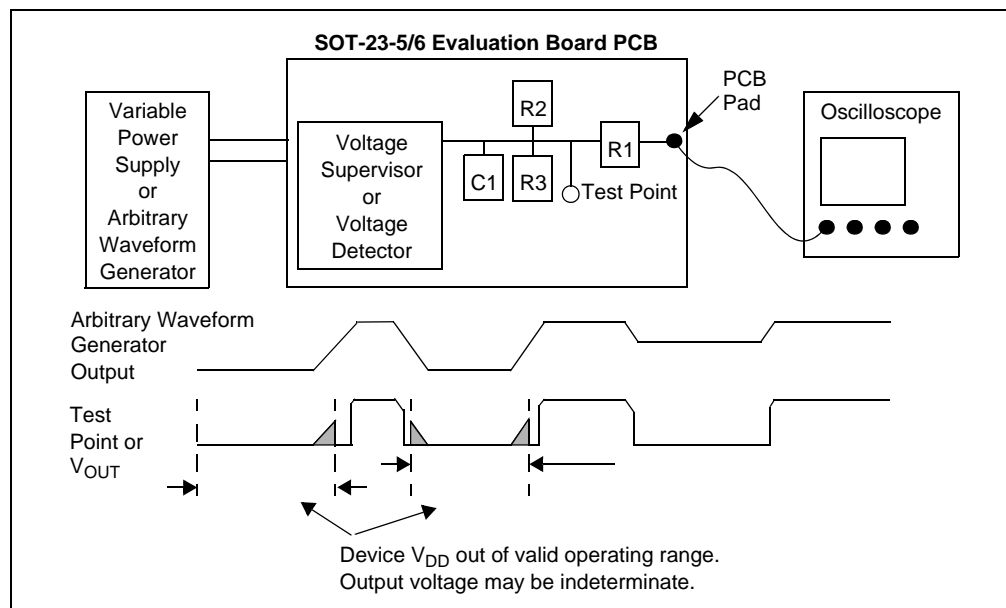 SOT-23-5/6 Evaluation Board PCB
Variable
Power
Supply
or
Arbitrary
Waveform
Generator
Voltage
Supervisor
or
Voltage
Detector
C1
R2
R3
Test Point
R1
PCB
Pad
Oscilloscope
Arbitrary Waveform
Generator
Output
Test
Point or
VOUT
Device VDD out of valid operating range.
Output voltage may be indeterminate.